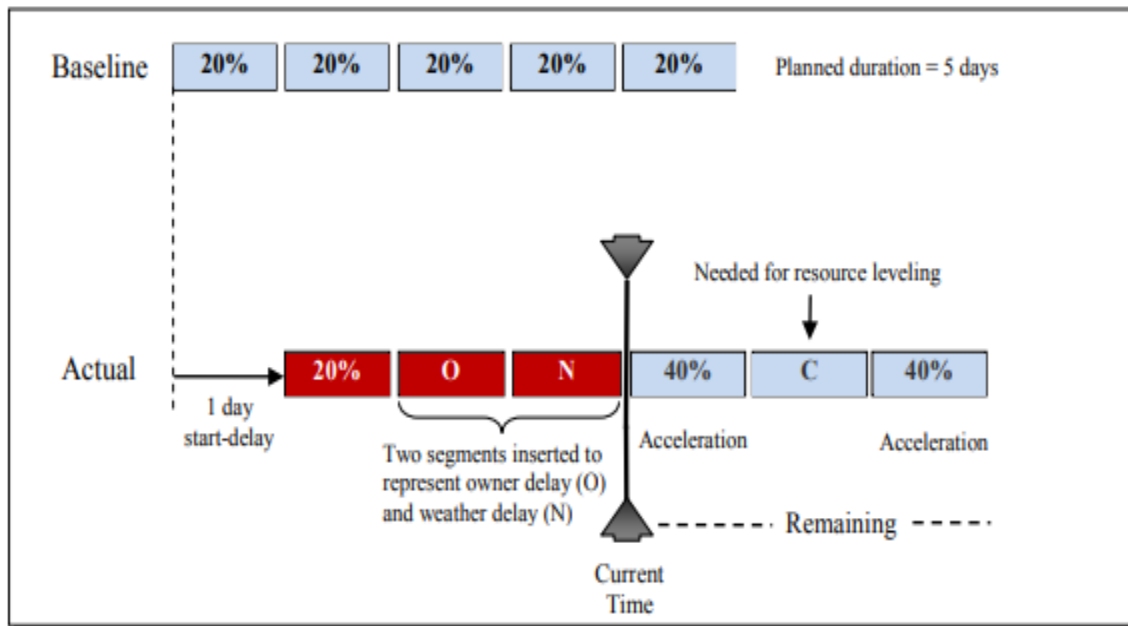 Baseline
20% 20% 20% 20% 20%
Planned duration = 5 days
Needed for resource leveling
Actual
20% O N 40% C 40%
1 day
start-delay
Two segments inserted to
represent owner delay (O)
and weather delay (N)
Acceleration
Acceleration
Remaining
Current
Time